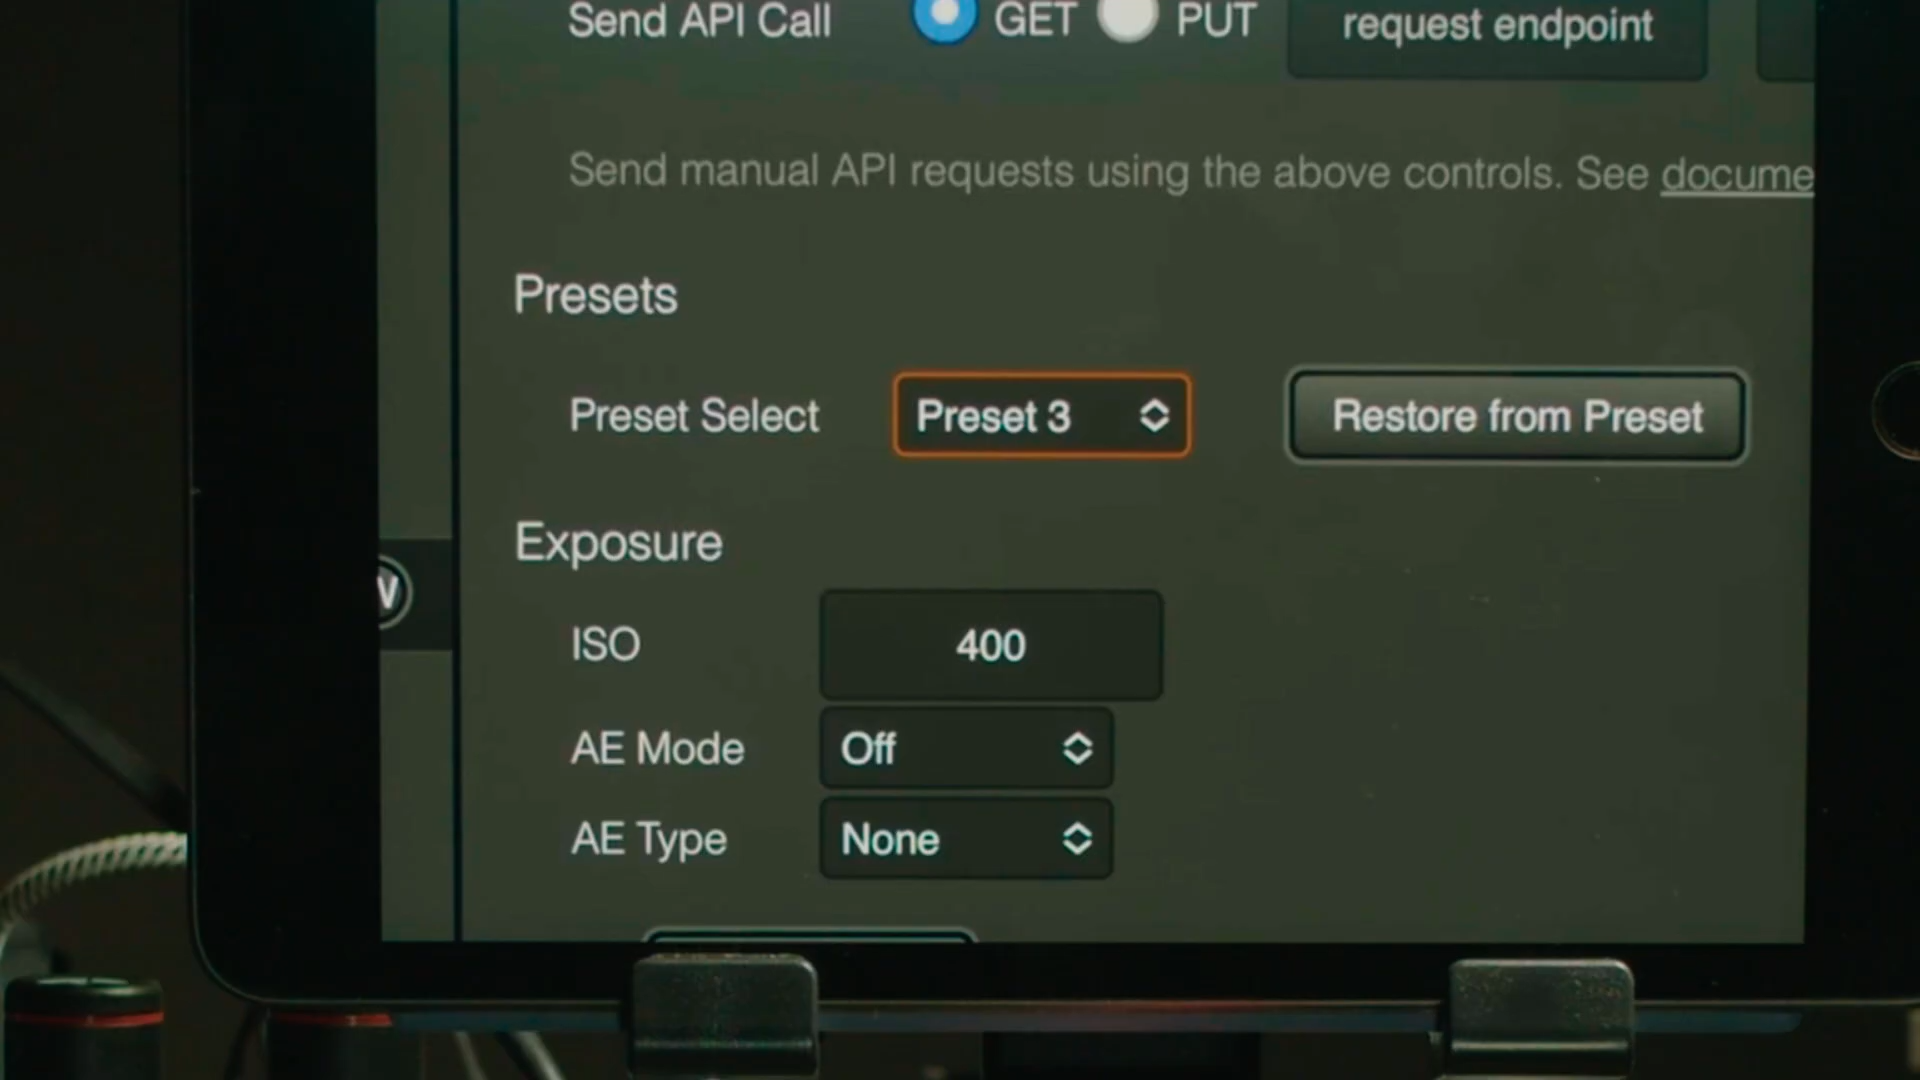 Send API Call GET PUT request endpoint
Send manual API requests using the above controls. See docume
Presets
Preset Select Preset 3 Restore from Preset
Exposure
ISO 400
AE Mode Off
AE Type None